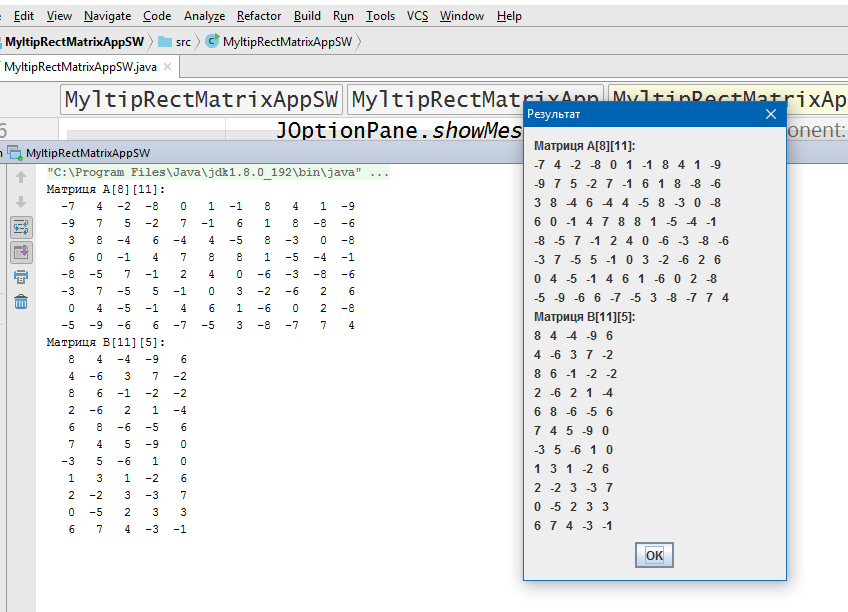 Edit View Navigate Code Analyze Refactor Build Run Tools VCS Window Help
MyltipRectMatrixAppSW src MyltipRectMatrixAppSW
MyltipRectMatrixAppSW.java
MyltipRectMatrixAppSW MyltipRectMatrixApp MyltipRectMatrixAp
6 JOptionPane.showMes onent:
MyltipRectMatrixAppSW
"C:\Program Files\Java\jdk1.8.0_192\bin\java" ...
Матриця A[8][11]:
-7 4 -2 -8 0 1 -1 8 4 1 -9
-9 7 5 -2 7 -1 6 1 8 -8 -6
3 8 -4 6 -4 4 -5 8 -3 0 -8
6 0 -1 4 7 8 8 1 -5 -4 -1
-8 -5 7 -1 2 4 0 -6 -3 -8 -6
-3 7 -5 5 -1 0 3 -2 -6 2 6
0 4 -5 -1 4 6 1 -6 0 2 -8
-5 -9 -6 6 -7 -5 3 -8 -7 7 4
Матриця B[11][5]:
8 4 -4 -9 6
4 -6 3 7 -2
8 6 -1 -2 -2
2 -6 2 1 -4
6 8 -6 -5 6
7 4 5 -9 0
-3 5 -6 1 0
1 3 1 -2 6
2 -2 3 -3 7
0 -5 2 3 3
6 7 4 -3 -1
Результат
Матриця A[8][11]:
-7 4 -2 -8 0 1 -1 8 4 1 -9
-9 7 5 -2 7 -1 6 1 8 -8 -6
3 8 -4 6 -4 4 -5 8 -3 0 -8
6 0 -1 4 7 8 8 1 -5 -4 -1
-8 -5 7 -1 2 4 0 -6 -3 -8 -6
-3 7 -5 5 -1 0 3 -2 -6 2 6
0 4 -5 -1 4 6 1 -6 0 2 -8
-5 -9 -6 6 -7 -5 3 -8 -7 7 4
Матриця B[11][5]:
8 4 -4 -9 6
4 -6 3 7 -2
8 6 -1 -2 -2
2 -6 2 1 -4
6 8 -6 -5 6
7 4 5 -9 0
-3 5 -6 1 0
1 3 1 -2 6
2 -2 3 -3 7
0 -5 2 3 3
6 7 4 -3 -1
OK